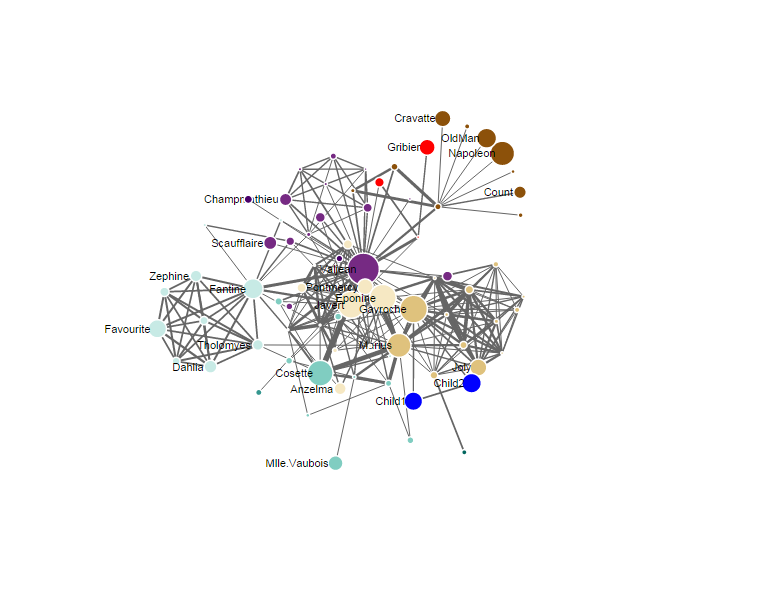 Cravatte
OldMan
Gribier
Napoleon
Count
Scaufflaire
Valjean
Zephine
Fantine
Pontmercy
Eponine
Javert
Gavroche
Favourite
Tholomyes
Marius
Dahlia
Joly
Cosette
Child2
Anzelma
Child1
Mlle.Vaubois